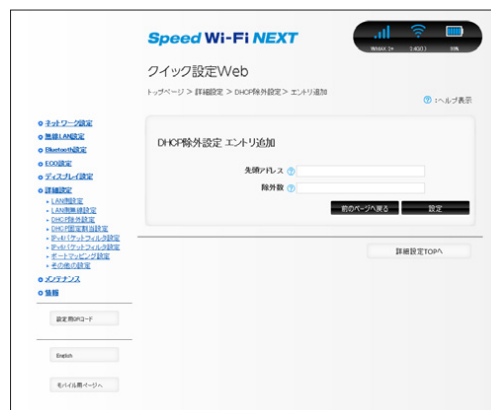 Speed Wi-Fi NEXT
WiMAX 2+
クイック設定Web
トップページ > 詳細設定 > DHCP除外設定 > エントリ追加
:ヘルプ表示
ネットワーク設定
無線LAN設定
Bluetooth設定
ECO設定
ディスプレイ設定
詳細設定
LAN側設定
LAN側無線設定
DHCP除外設定
DHCP固定割当設定
IPv4パケットフィルタ設定
IPv6パケットフィルタ設定
ポートマッピング設定
その他の設定
メンテナンス
情報
設定用QRコード
English
モバイル用ページへ
DHCP除外設定 エントリ追加
先頭アドレス
除外数
前のページへ戻る
設定
詳細設定TOPへ